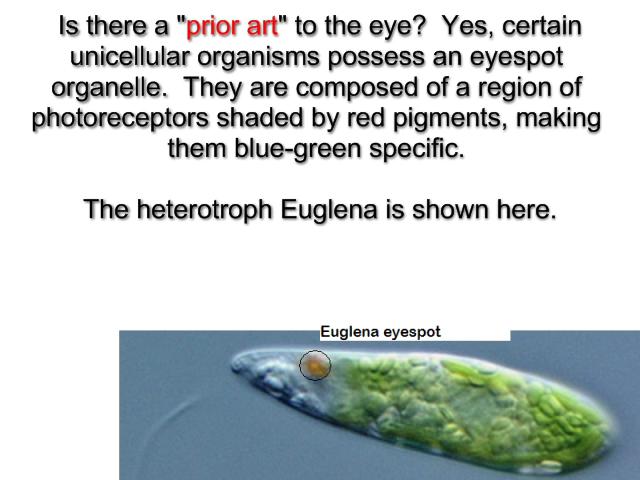 Is there a "prior art" to the eye?  Yes, certain
unicellular organisms possess an eyespot
organelle.  They are composed of a region of
photoreceptors shaded by red pigments, making
them blue-green specific.
The heterotroph Euglena is shown here.
Euglena eyespot